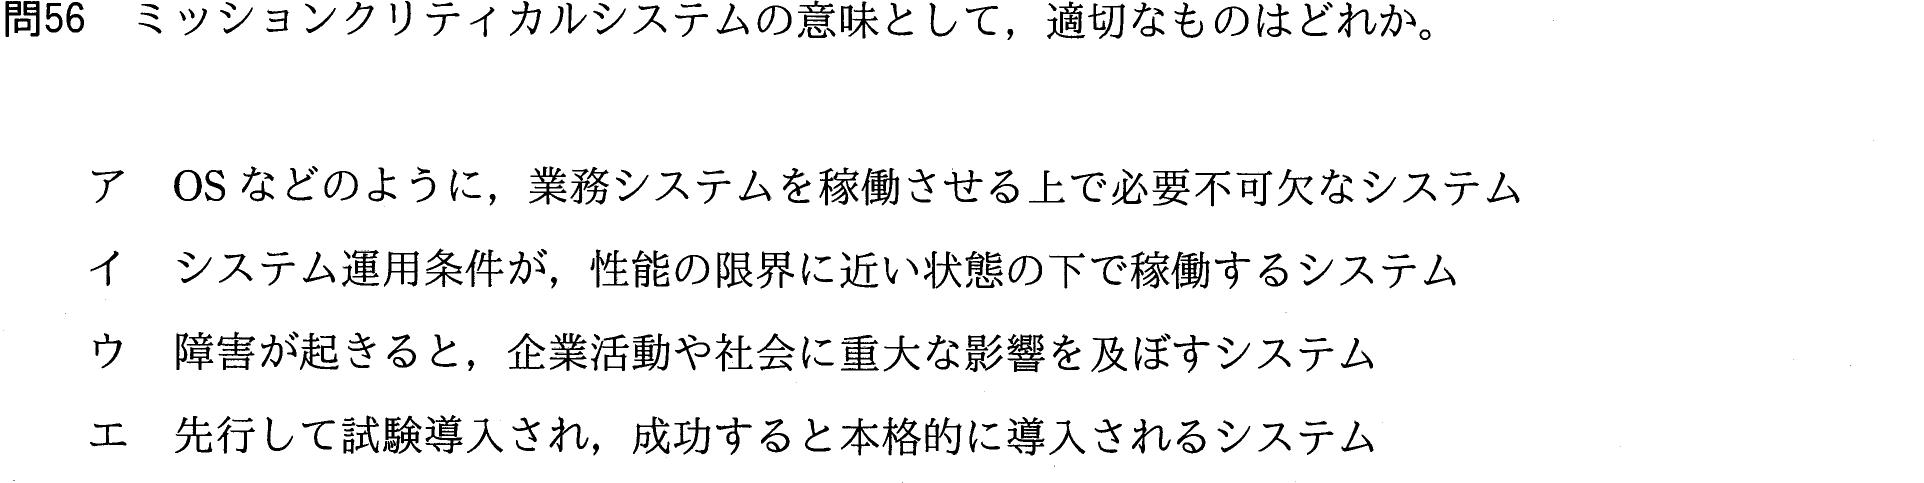 問56 ミッションクリティカルシステムの意味として，適切なものはどれか。
ア OSなどのように，業務システムを稼働させる上で必要不可欠なシステム
イ システム運用条件が，性能の限界に近い状態の下で稼働するシステム
ウ 障害が起きると，企業活動や社会に重大な影響を及ぼすシステム
エ 先行して試験導入され，成功すると本格的に導入されるシステム